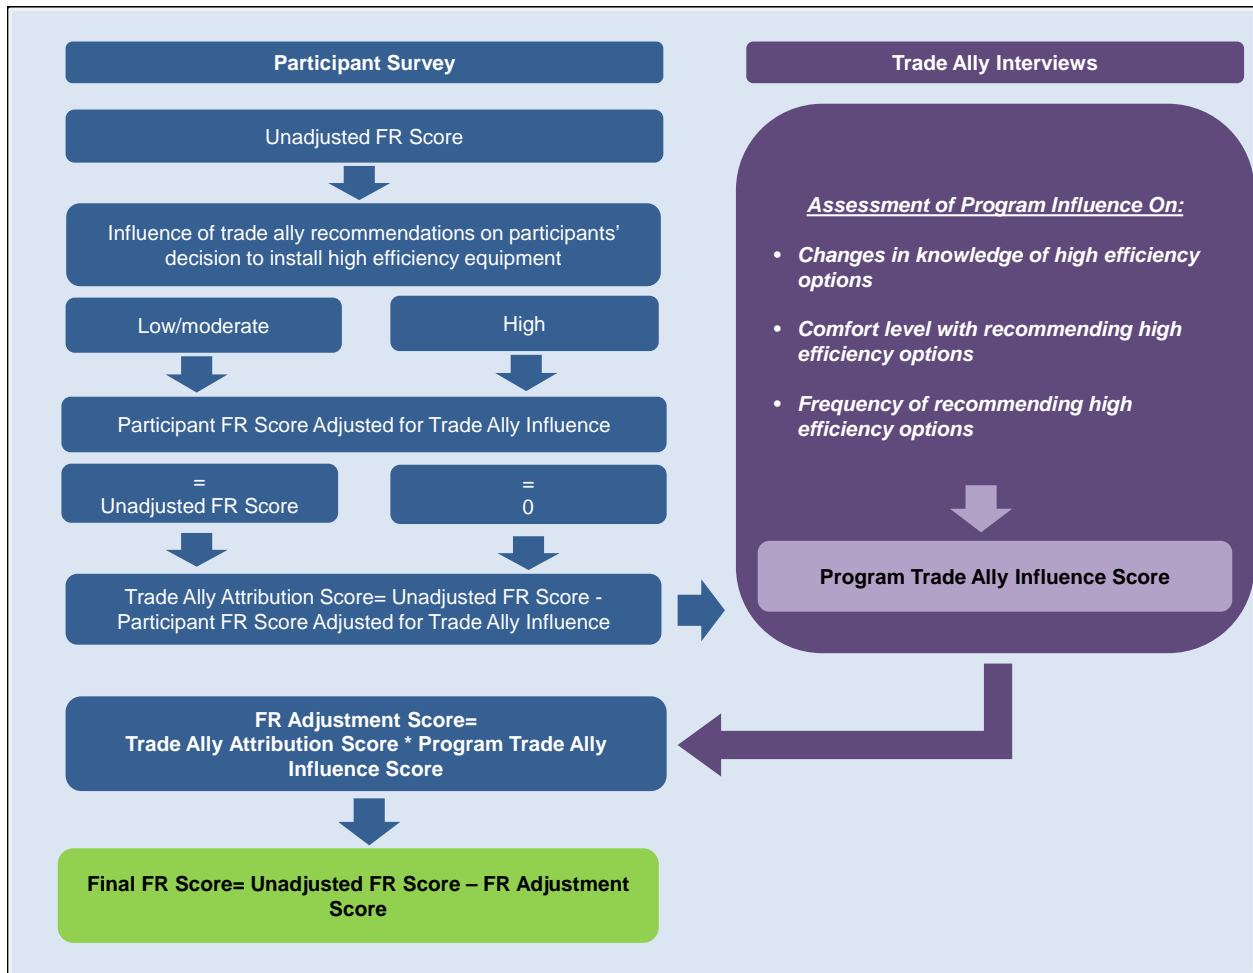 Participant Survey
Unadjusted FR Score
Influence of trade ally recommendations on participants’
decision to install high efficiency equipment
Low/moderate
High
Participant FR Score Adjusted for Trade Ally Influence
=
Unadjusted FR Score
=
0
Trade Ally Attribution Score= Unadjusted FR Score -
Participant FR Score Adjusted for Trade Ally Influence
Trade Ally Interviews
Assessment of Program Influence On:
• Changes in knowledge of high efficiency
options
• Comfort level with recommending high
efficiency options
• Frequency of recommending high
efficiency options
Program Trade Ally Influence Score
FR Adjustment Score=
Trade Ally Attribution Score * Program Trade Ally
Influence Score
Final FR Score= Unadjusted FR Score – FR Adjustment
Score